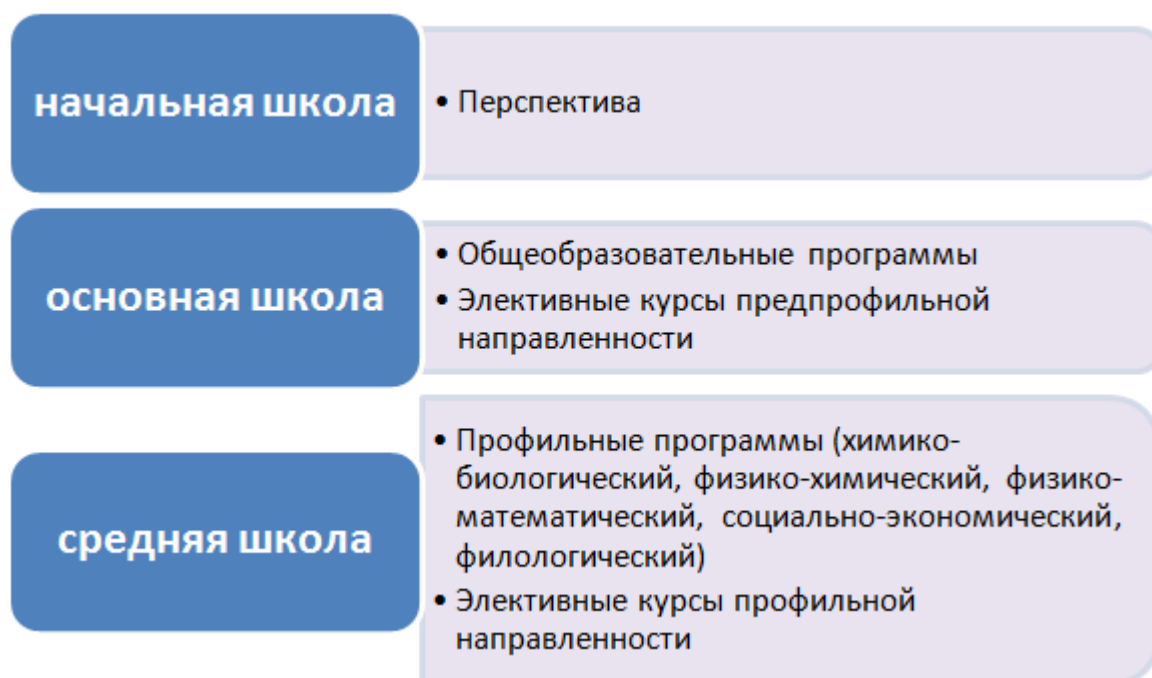 начальная школа
• Перспектива
основная школа
• Общеобразовательные программы
• Элективные курсы предпрофильной
направленности
средняя школа
• Профильные программы (химико-
биологический, физико-химический, физико-
математический, социально-экономический,
филологический)
• Элективные курсы профильной
направленности